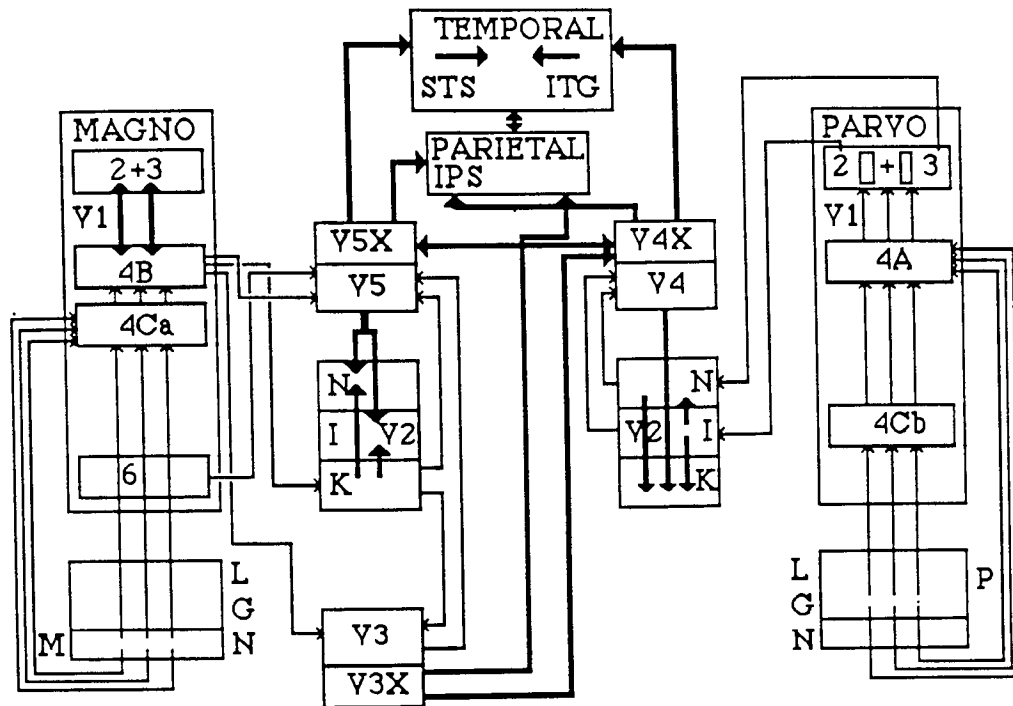 TEMPORAL
STS ITG
MAGNO
PARVO
2+3
PARIETAL
IPS
2 + 3
V1
V1
V5X
V4X
4B
V5
V4
4A
4Ca
N
N
I V2
V2 I
4Cb
6
K
K
L
G
N
M
L
G
N
P
V3
V3X